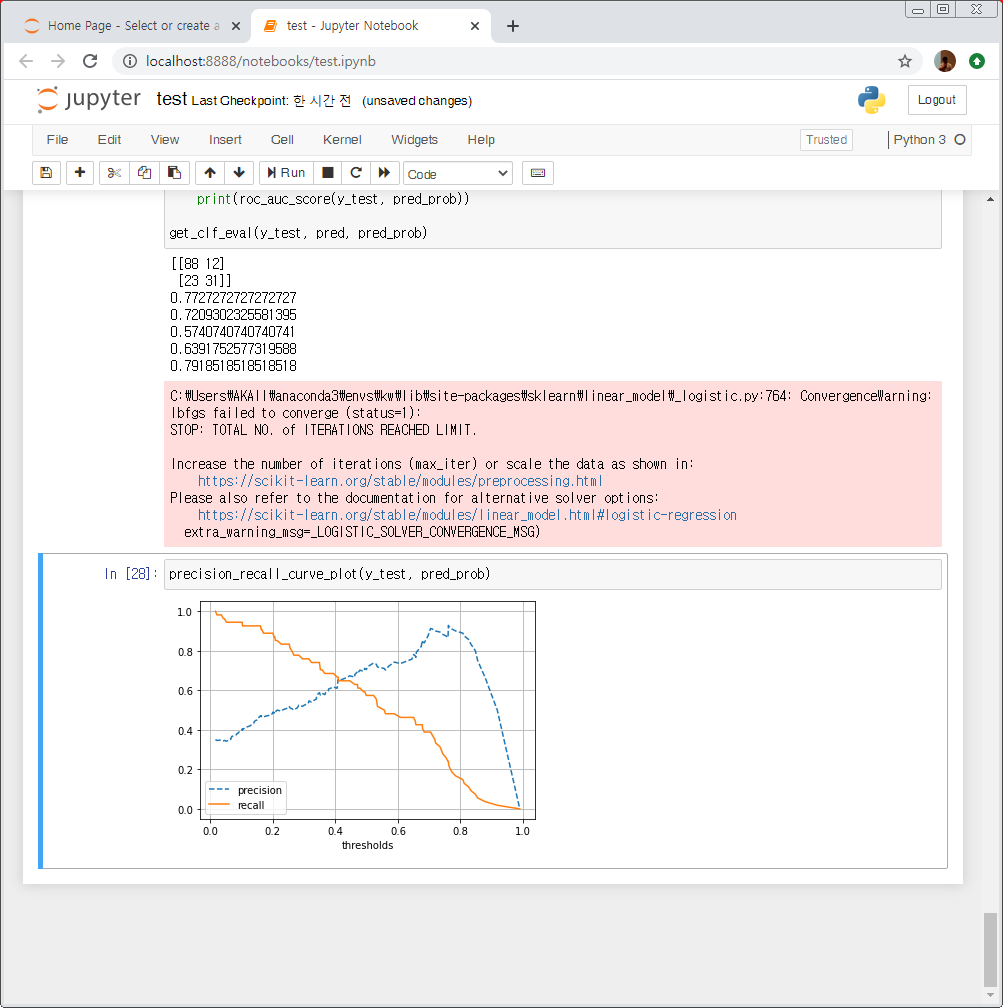 Home Page - Select or create a
test - Jupyter Notebook
localhost:8888/notebooks/test.ipynb
jupyter test Last Checkpoint: 한 시간 전 (unsaved changes)
Logout
File Edit View Insert Cell Kernel Widgets Help
Trusted
Python 3
Run
Code
print(roc_auc_score(y_test, pred_prob))
get_clf_eval(y_test, pred, pred_prob)
[[88 12]
[23 31]]
0.7727272727272727
0.7209302325581395
0.5740740740740741
0.6391752577319588
0.7918518518518518
C:₩Users₩AKAII₩anaconda3₩envs₩kw₩lib₩site-packages₩sklearn₩linear_model₩_logistic.py:764: ConvergenceWarning:
lbfgs failed to converge (status=1):
STOP: TOTAL NO. of ITERATIONS REACHED LIMIT.
Increase the number of iterations (max_iter) or scale the data as shown in:
https://scikit-learn.org/stable/modules/preprocessing.html
Please also refer to the documentation for alternative solver options:
https://scikit-learn.org/stable/modules/linear_model.html#logistic-regression
extra_warning_msg=_LOGISTIC_SOLVER_CONVERGENCE_MSG)
In [28]: precision_recall_curve_plot(y_test, pred_prob)
1.0
0.8
0.6
0.4
0.2
0.0
precision
recall
0.0 0.2 0.4 0.6 0.8 1.0
thresholds